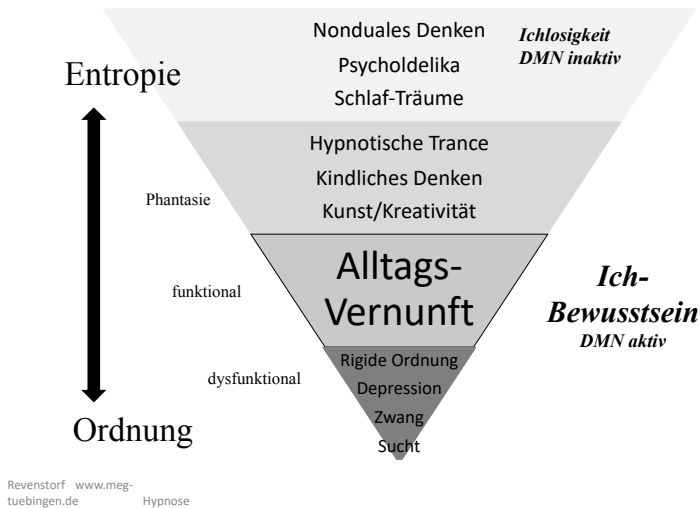 Nonduales Denken
Psycholdelika
Schlaf-Träume
Ichlosigkeit
DMN inaktiv
Entropie
Hypnotische Trance
Kindliches Denken
Kunst/Kreativität
Phantasie
Alltags-
Vernunft
funktional
Ich-
Bewusstsein
DMN aktiv
Rigide Ordnung
Depression
Zwang
Sucht
dysfunktional
Ordnung
Revenstorf www.meg-
tuebingen.de Hypnose